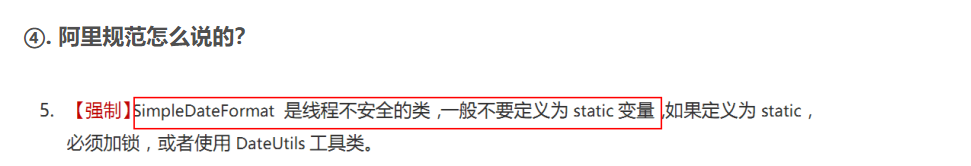 ④. 阿里规范怎么说的?
5. 【强制】SimpleDateFormat 是线程不安全的类,一般不要定义为 static 变量,如果定义为 static,
必须加锁,或者使用 DateUtils 工具类。